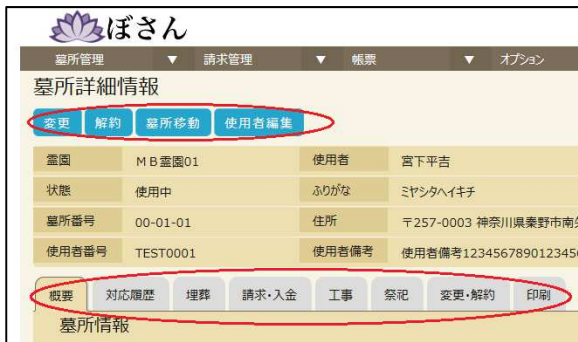 ぼさん
墓所管理 ▼ 請求管理 ▼ 帳票 ▼ オプション
墓所詳細情報
変更 解約 墓所移動 使用者編集
霊園 MB霊園01 使用者 宮下平吉
状態 使用中 ふりがな ミヤシタヘイキチ
墓所番号 00-01-01 住所 〒257-0003 神奈川県秦野市南
使用者番号 TEST0001 使用者備考 使用者備考123456789012345
概要 対応履歴 埋葬 請求・入金 工事 祭祀 変更・解約 印刷
墓所情報